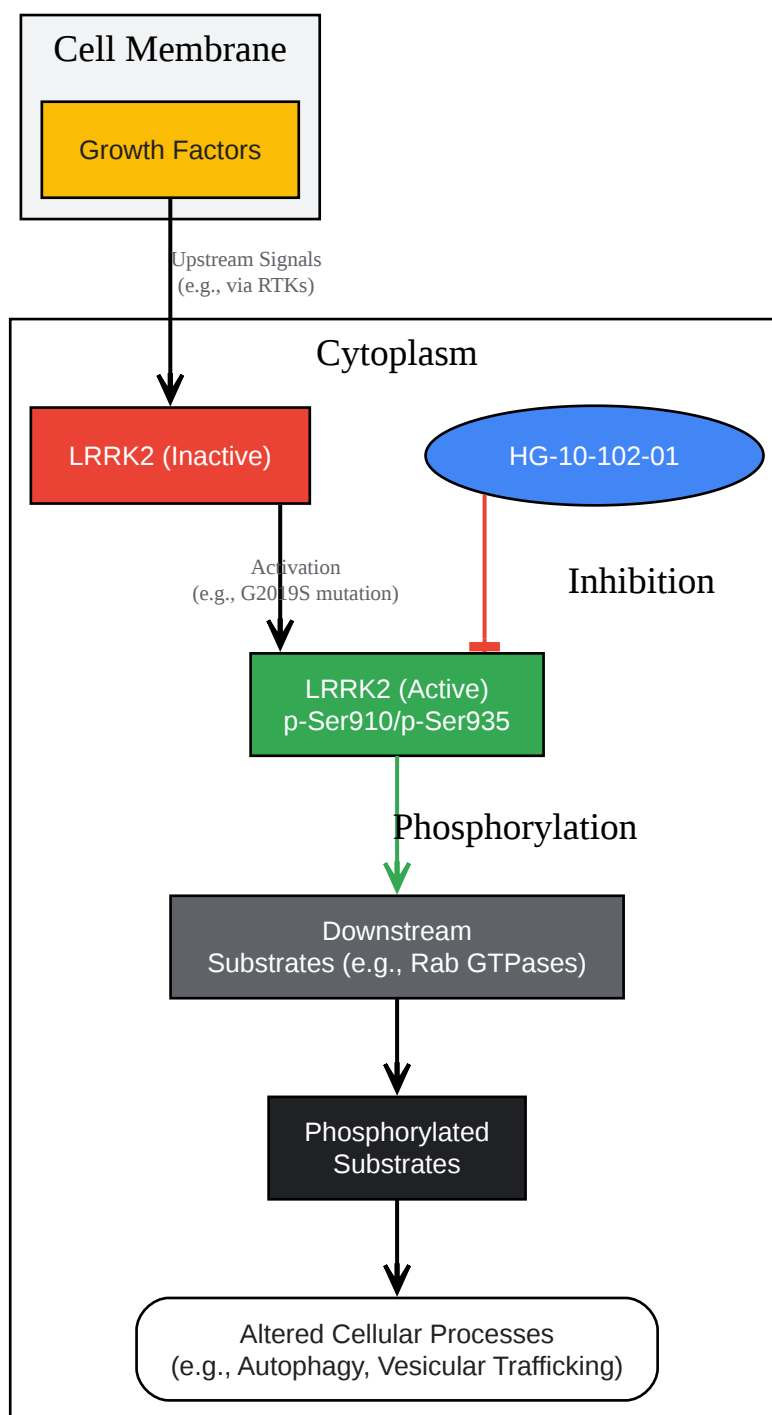 Cell Membrane
Growth Factors
Upstream Signals
(e.g., via RTKs)
Cytoplasm
LRRK2 (Inactive)
HG-10-102-01
Activation
(e.g., G2019S mutation)
Inhibition
LRRK2 (Active)
p-Ser910/p-Ser935
Phosphorylation
Downstream
Substrates (e.g., Rab GTPases)
Phosphorylated
Substrates
Altered Cellular Processes
(e.g., Autophagy, Vesicular Trafficking)